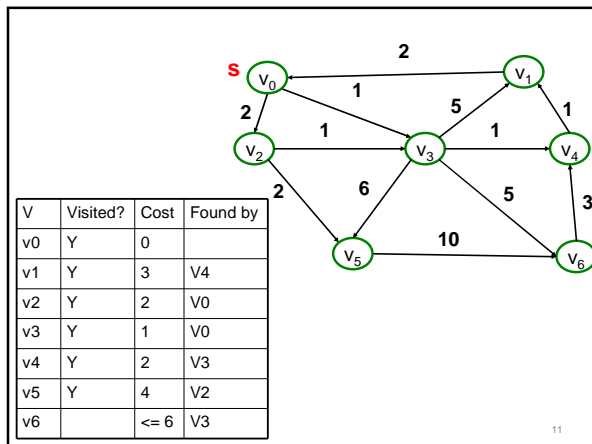 2
s
v0
v1
1
5
1
2
1
1
v2
v3
v4
2
6
5
3
10
v5
v6
V Visited? Cost Found by
v0 Y 0
v1 Y 3 V4
v2 Y 2 V0
v3 Y 1 V0
v4 Y 2 V3
v5 Y 4 V2
v6 <= 6 V3
11